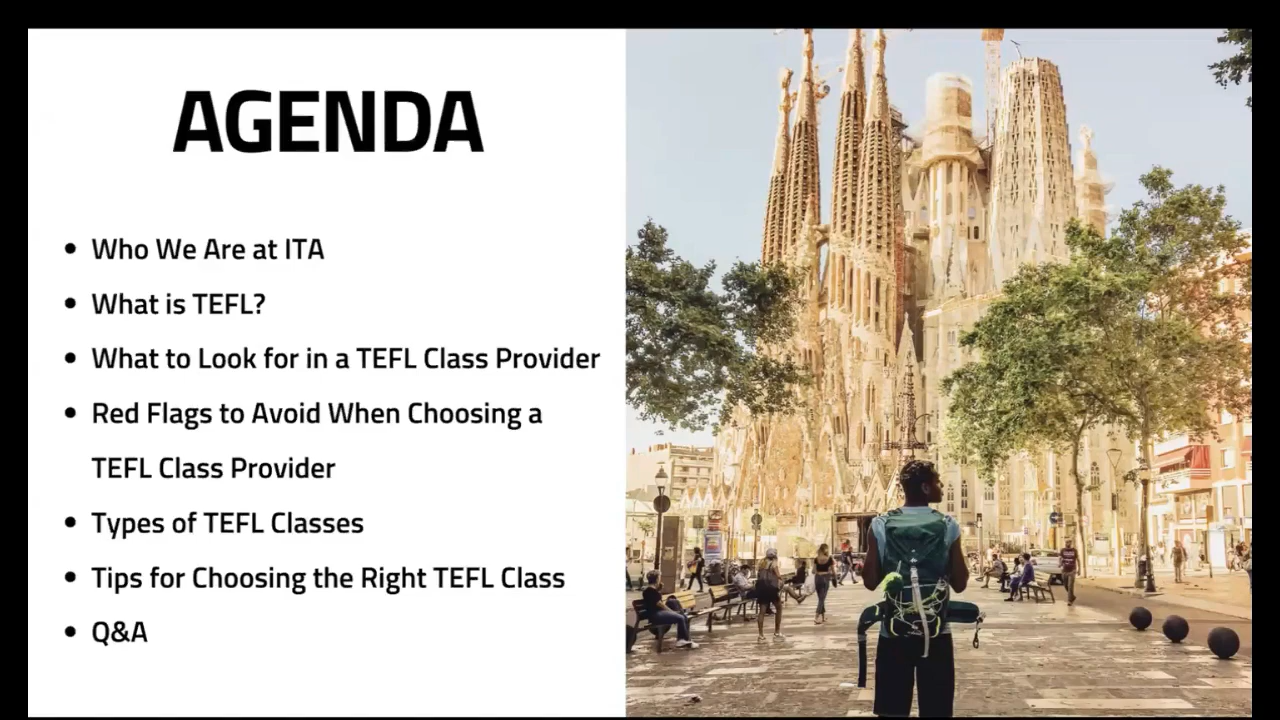 AGENDA
• Who We Are at ITA
• What is TEFL?
• What to Look for in a TEFL Class Provider
• Red Flags to Avoid When Choosing a
TEFL Class Provider
• Types of TEFL Classes
• Tips for Choosing the Right TEFL Class
• Q&A